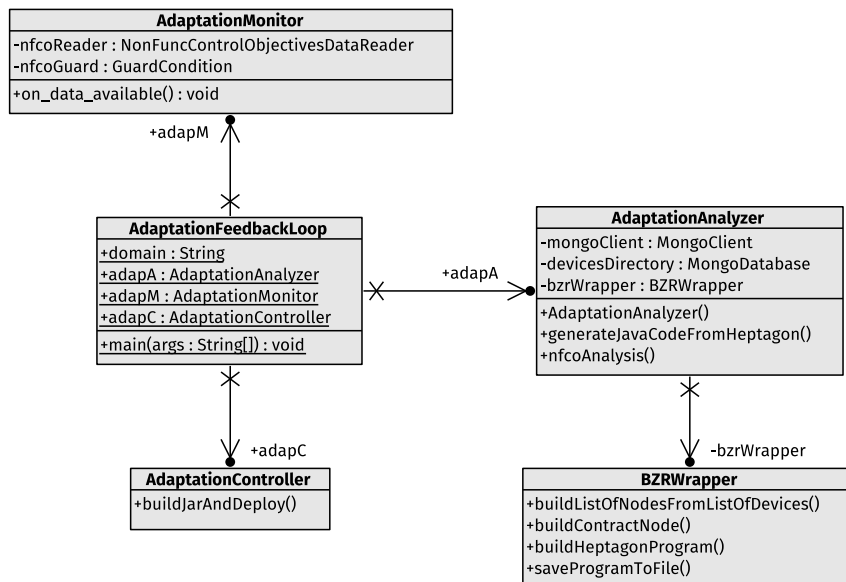 AdaptationMonitor
-nfcoReader : NonFuncControlObjectivesDataReader
-nfcoGuard : GuardCondition
+on_data_available() : void
+adapM
AdaptationFeedbackLoop
+domain : String
+adapA : AdaptationAnalyzer
+adapM : AdaptationMonitor
+adapC : AdaptationController
+main(args : String[]) : void
+adapA
AdaptationAnalyzer
-mongoClient : MongoClient
-devicesDirectory : MongoDatabase
-bzrWrapper : BZRWrapper
+AdaptationAnalyzer()
+generateJavaCodeFromHeptagon()
+nfcoAnalysis()
+adapC
-bzrWrapper
AdaptationController
+buildJarAndDeploy()
BZRWrapper
+buildListOfNodesFromListOfDevices()
+buildContractNode()
+buildHeptagonProgram()
+saveProgramToFile()